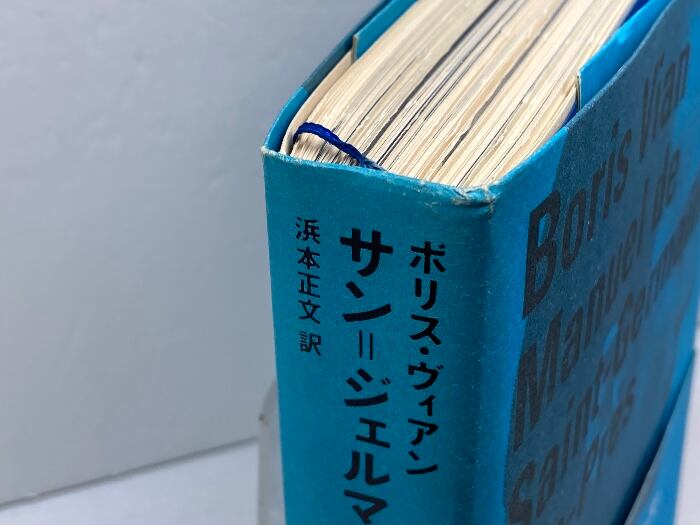 ボリス・ヴィアン
サン＝ジェルマ
浜本正文 訳
Boris Vian
Manuel de
Saint-Germain
Prés